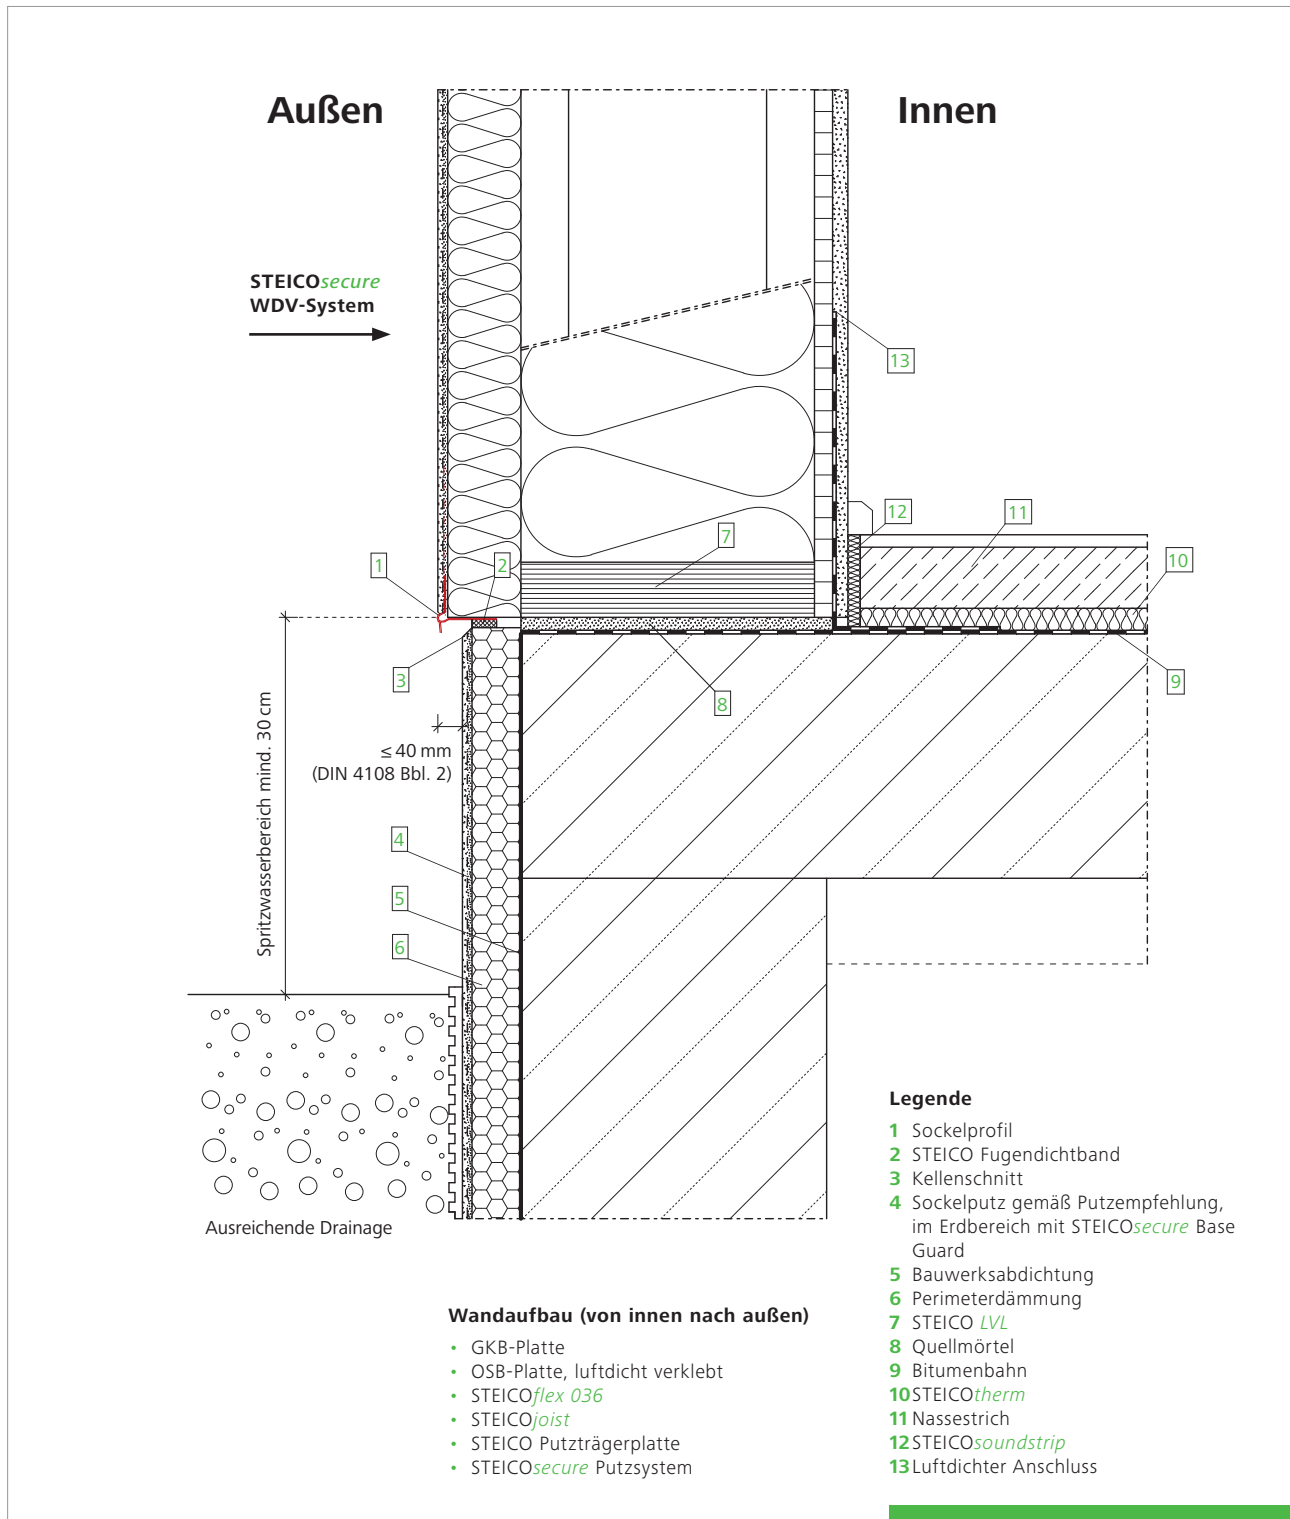 Außen
Innen
STEICOsecure
WDV-System
13
12
11
7
1
2
10
3
9
8
Spritzwasserbereich mind. 30 cm
≤ 40 mm
(DIN 4108 Bbl. 2)
4
5
6
Ausreichende Drainage
Wandaufbau (von innen nach außen)
• GKB-Platte
• OSB-Platte, luftdicht verklebt
• STEICOflex 036
• STEICOjoist
• STEICO Putzträgerplatte
• STEICOsecure Putzsystem
Legende
1 Sockelprofil
2 STEICO Fugendichtband
3 Kellenschnitt
4 Sockelputz gemäß Putzempfehlung,
im Erdbereich mit STEICOsecure Base
Guard
5 Bauwerksabdichtung
6 Perimeterdämmung
7 STEICO LVL
8 Quellmörtel
9 Bitumenbahn
10 STEICOtherm
11 Nassestrich
12 STEICOsoundstrip
13 Luftdichter Anschluss